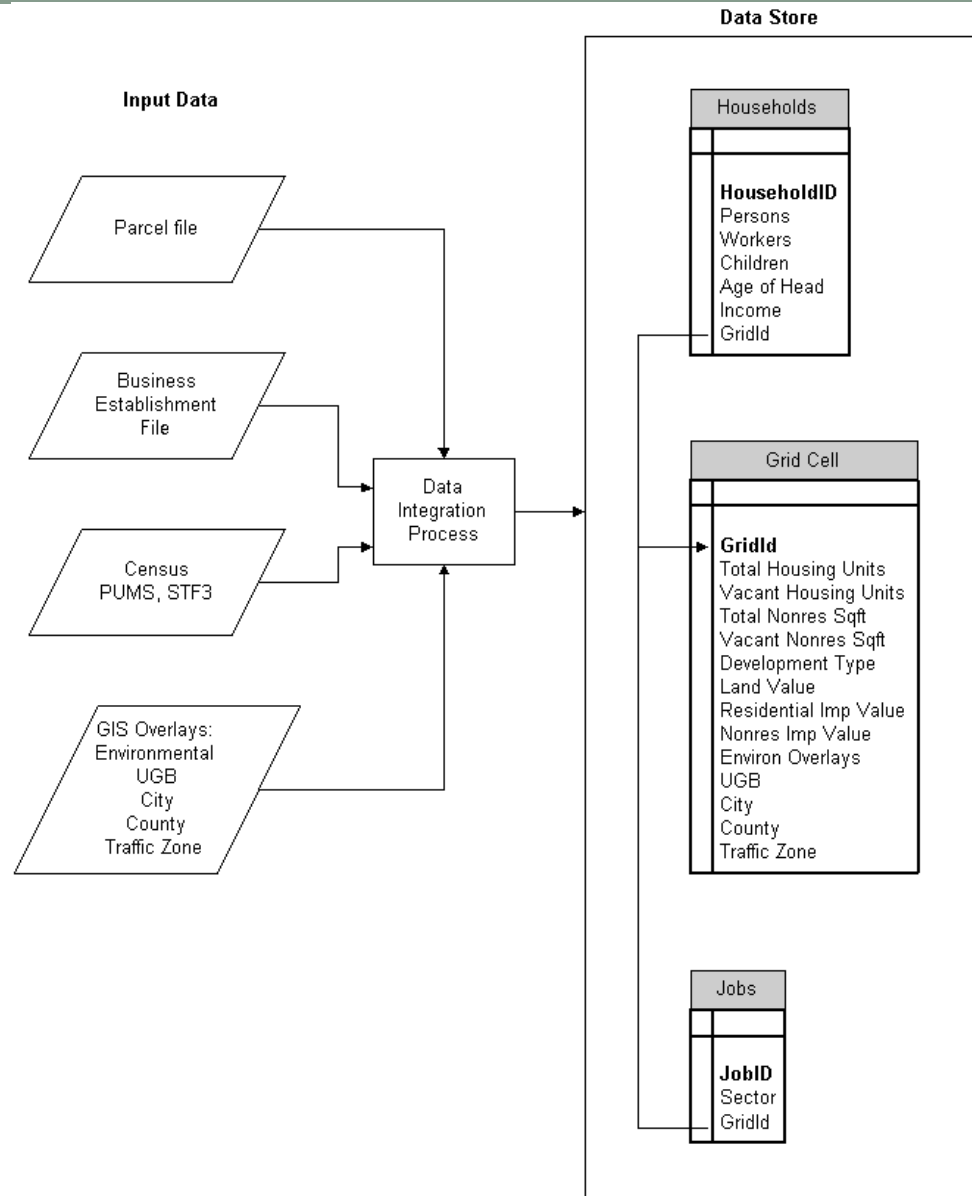 Data Store
Input Data
Parcel file
Business
Establishment
File
Census
PUMS, STF3
GIS Overlays:
Environmental
UGB
City
County
Traffic Zone
Data
Integration
Process
Households
HouseholdID
Persons
Workers
Children
Age of Head
Income
GridId
Grid Cell
GridId
Total Housing Units
Vacant Housing Units
Total Nonres Sqft
Vacant Nonres Sqft
Development Type
Land Value
Residential Imp Value
Nonres Imp Value
Environ Overlays
UGB
City
County
Traffic Zone
Jobs
JobID
Sector
GridId